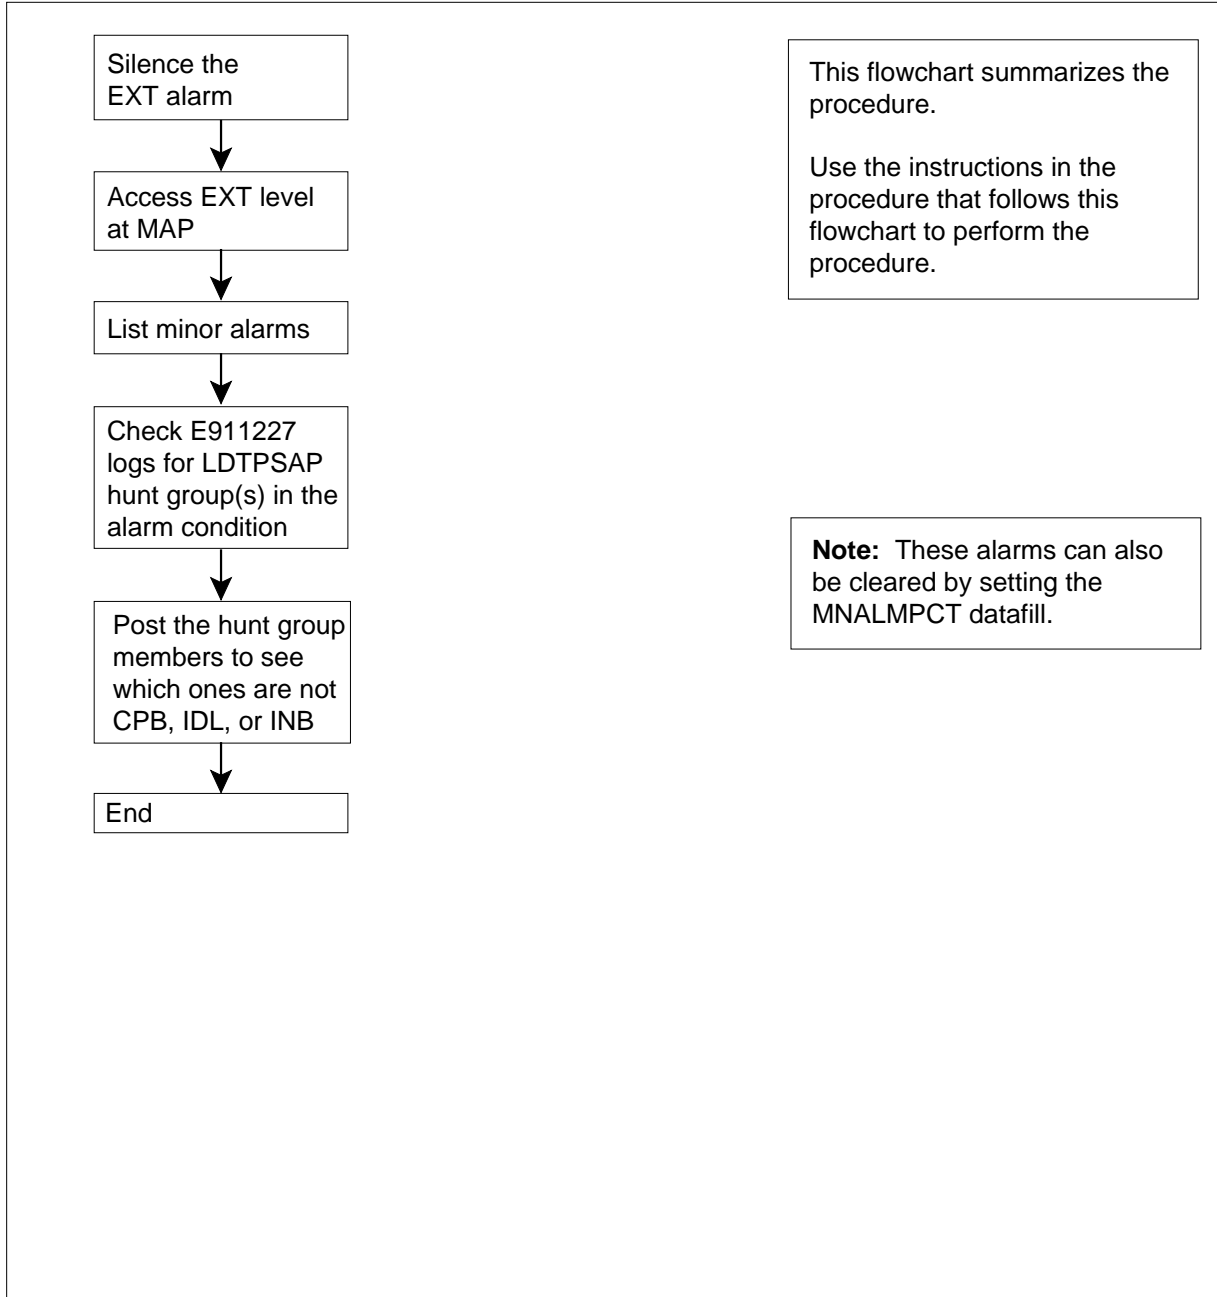 Silence the
EXT alarm
Access EXT level
at MAP
List minor alarms
Check E911227
logs for LDTPSAP
hunt group(s) in the
alarm condition
Post the hunt group
members to see
which ones are not
CPB, IDL, or INB
End
This flowchart summarizes the
procedure.
Use the instructions in the
procedure that follows this
flowchart to perform the
procedure.
Note: These alarms can also
be cleared by setting the
MNALMPCT datafill.